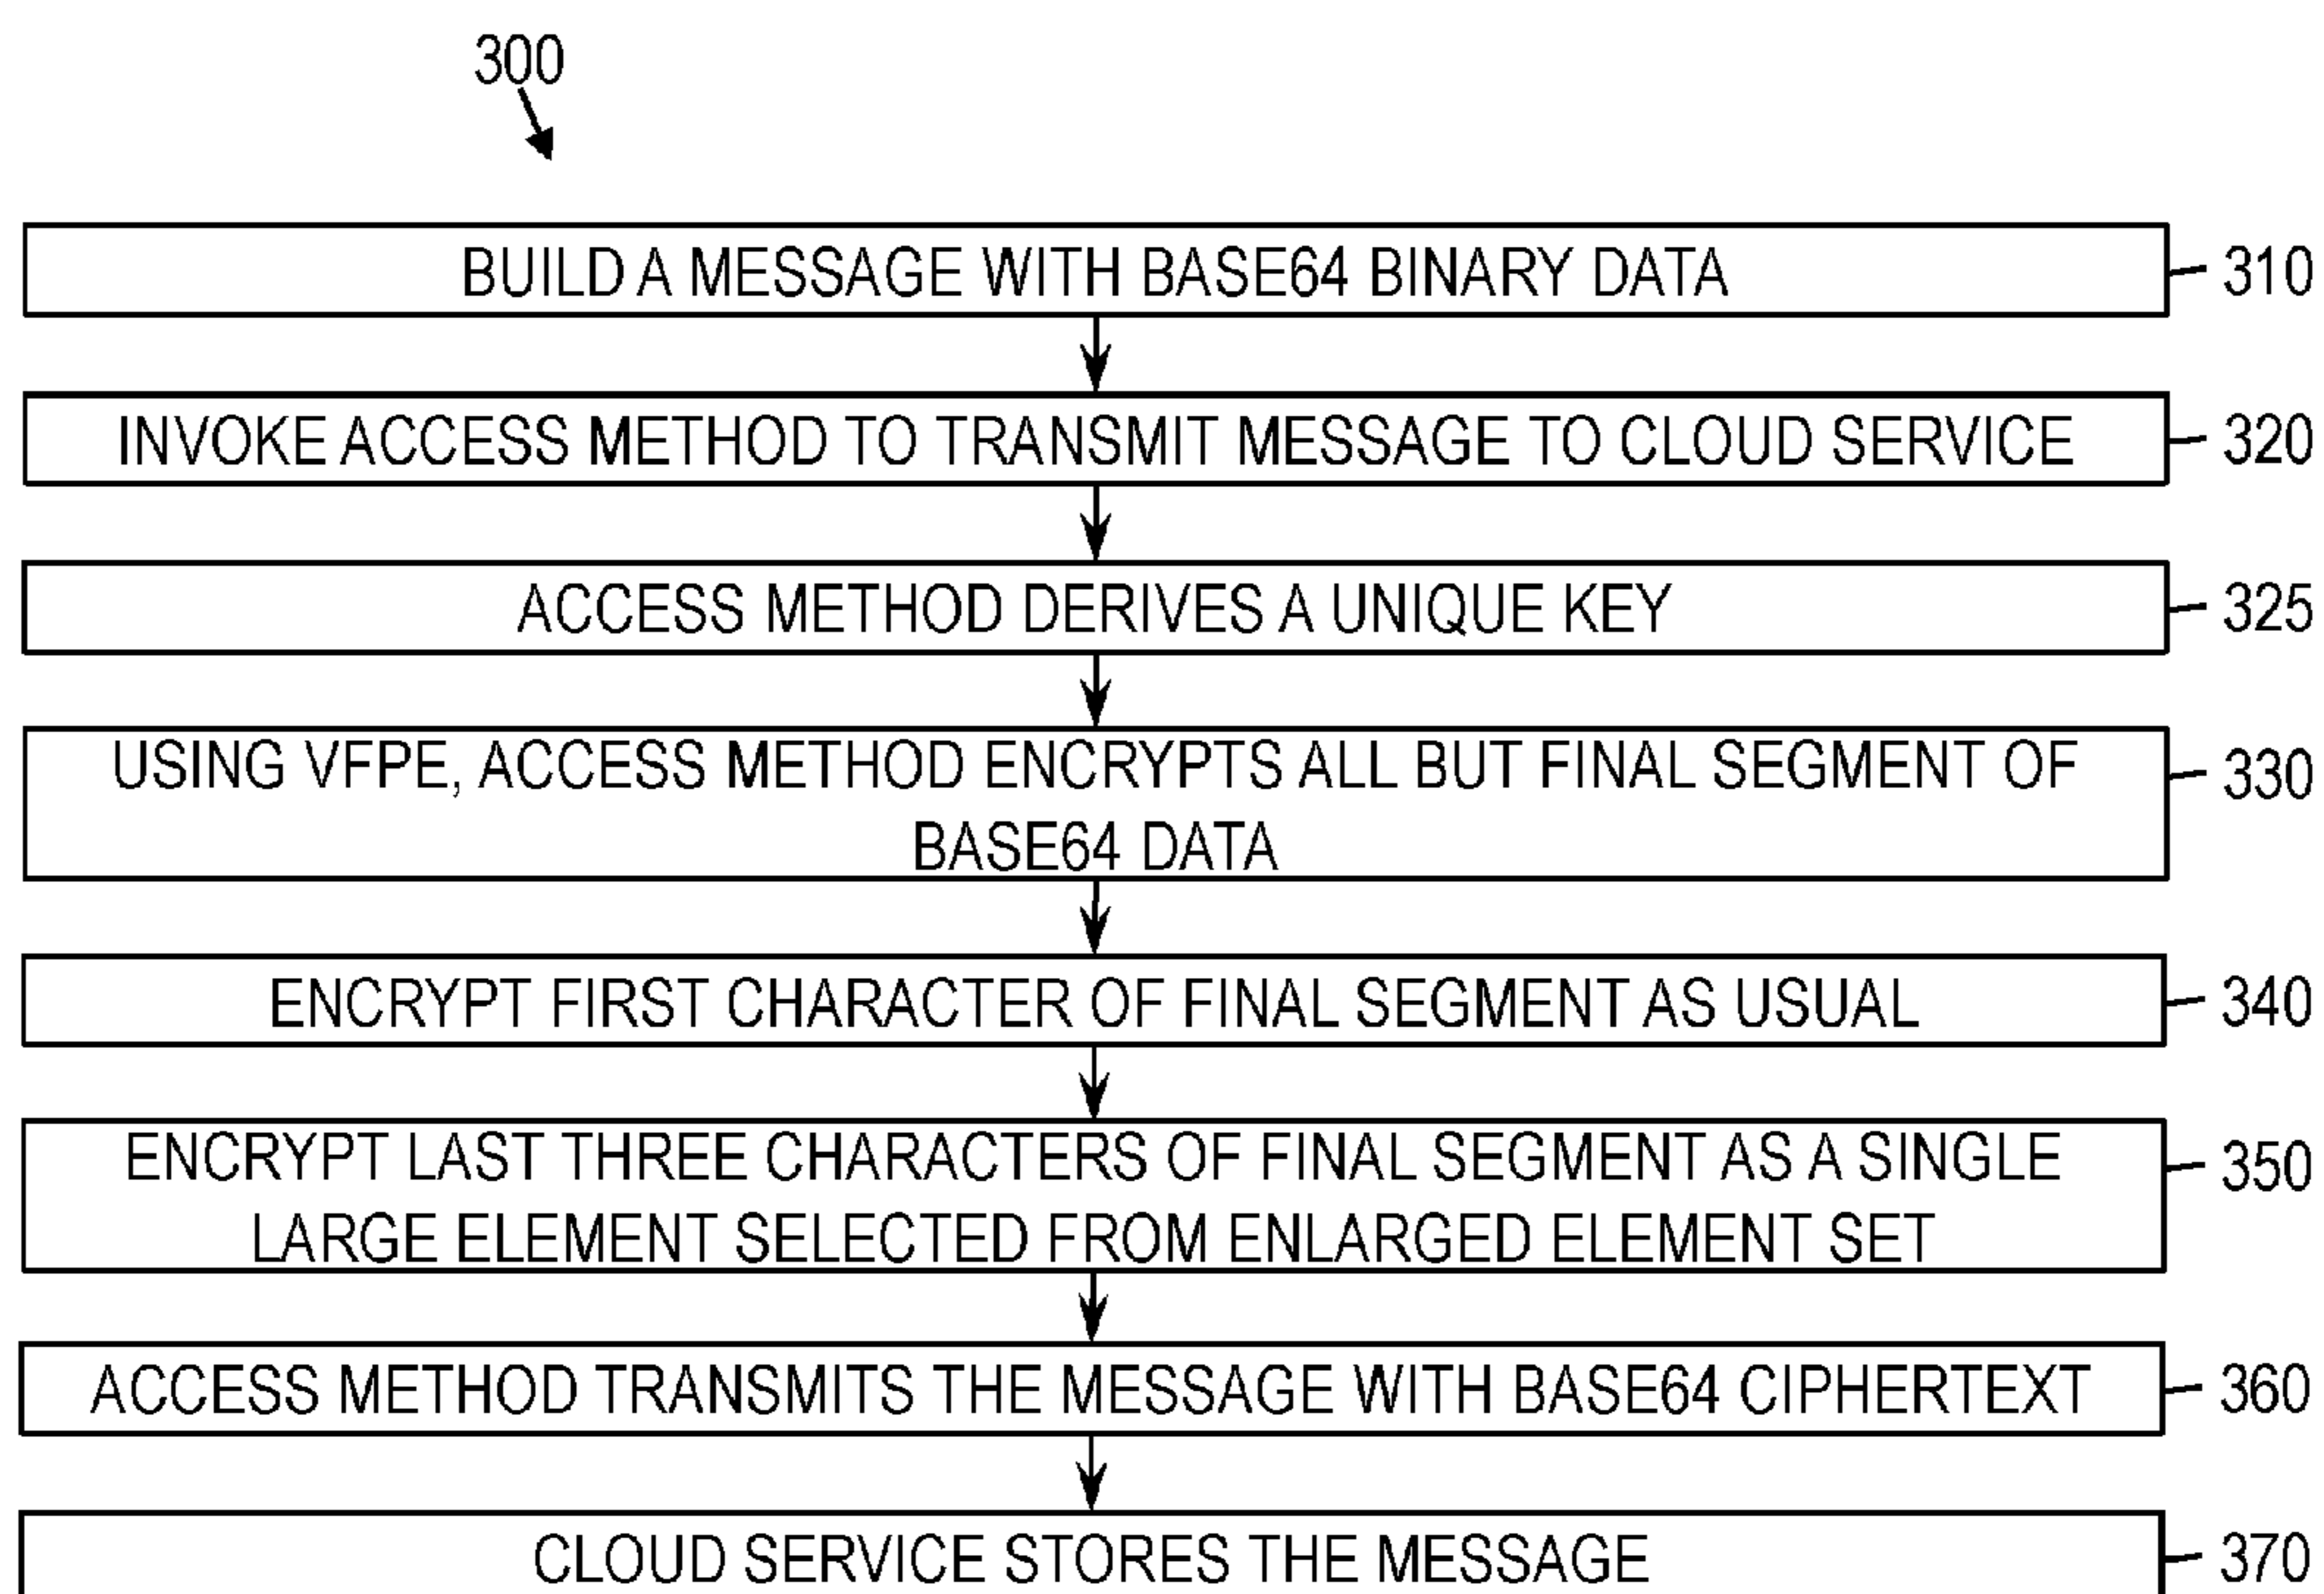 300
BUILD A MESSAGE WITH BASE64 BINARY DATA
310
INVOKE ACCESS METHOD TO TRANSMIT MESSAGE TO CLOUD SERVICE
320
ACCESS METHOD DERIVES A UNIQUE KEY
325
USING VFPE, ACCESS METHOD ENCRYPTS ALL BUT FINAL SEGMENT OF
BASE64 DATA
330
ENCRYPT FIRST CHARACTER OF FINAL SEGMENT AS USUAL
340
ENCRYPT LAST THREE CHARACTERS OF FINAL SEGMENT AS A SINGLE
LARGE ELEMENT SELECTED FROM ENLARGED ELEMENT SET
350
ACCESS METHOD TRANSMITS THE MESSAGE WITH BASE64 CIPHERTEXT
360
CLOUD SERVICE STORES THE MESSAGE
370